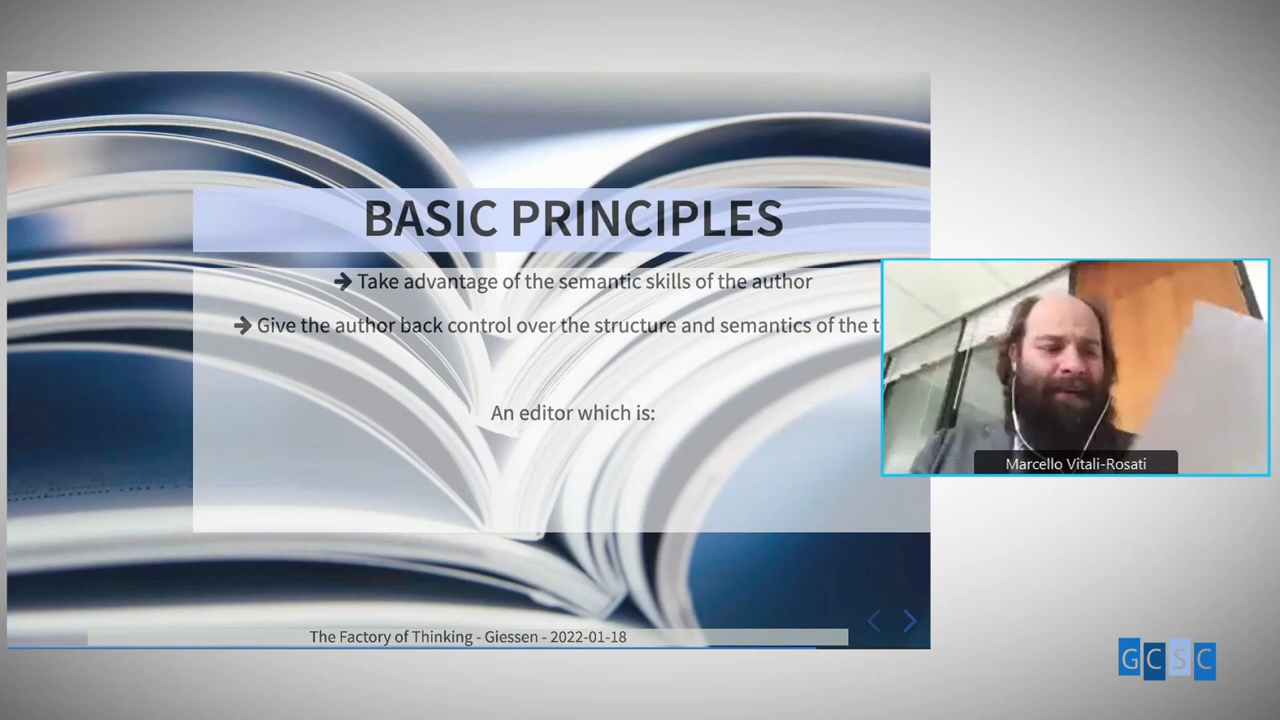 BASIC PRINCIPLES
→ Take advantage of the semantic skills of the author
→ Give the author back control over the structure and semantics of the t
An editor which is:
Marcello Vitali-Rosati
The Factory of Thinking - Giessen - 2022-01-18
GCSC